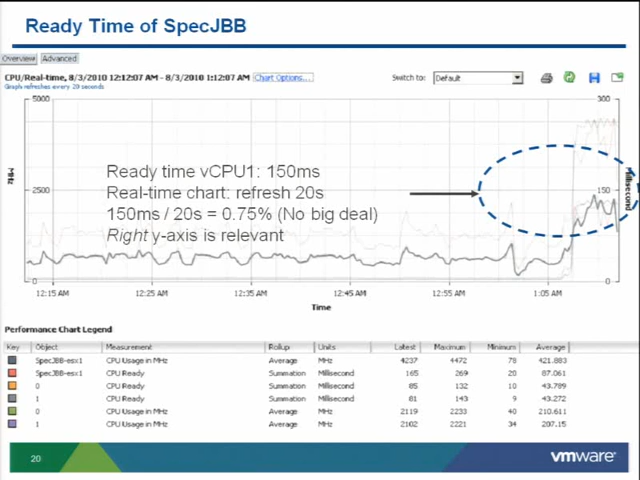 Ready Time of SpecJBB
Overview Advanced
CPU/Real-time, 8/3/2010 12:12:07 AM - 8/3/2010 1:12:07 AM Chart Options...
Graph refreshes every 20 seconds
Switch to: Default
5000 300
Ready time vCPU1: 150ms
Real-time chart: refresh 20s
150ms / 20s = 0.75% (No big deal)
Right y-axis is relevant
MHz 2500 150 Millisecond
0 0
12:15 AM 12:25 AM 12:35 AM 12:45 AM 12:55 AM 1:05 AM
Time
Performance Chart Legend
Key Object Measurement Rollup Units Latest Maximum Minimum Average
SpecJBB-esx1 CPU Usage in MHz Average MHz 4237 4472 78 421.883
SpecJBB-esx1 CPU Ready Summation Millisecond 165 269 20 87.061
0 CPU Ready Summation Millisecond 85 132 10 43.789
1 CPU Ready Summation Millisecond 81 143 9 43.272
0 CPU Usage in MHz Average MHz 2119 2233 40 210.611
1 CPU Usage in MHz Average MHz 2102 2221 34 207.15
20 vmware